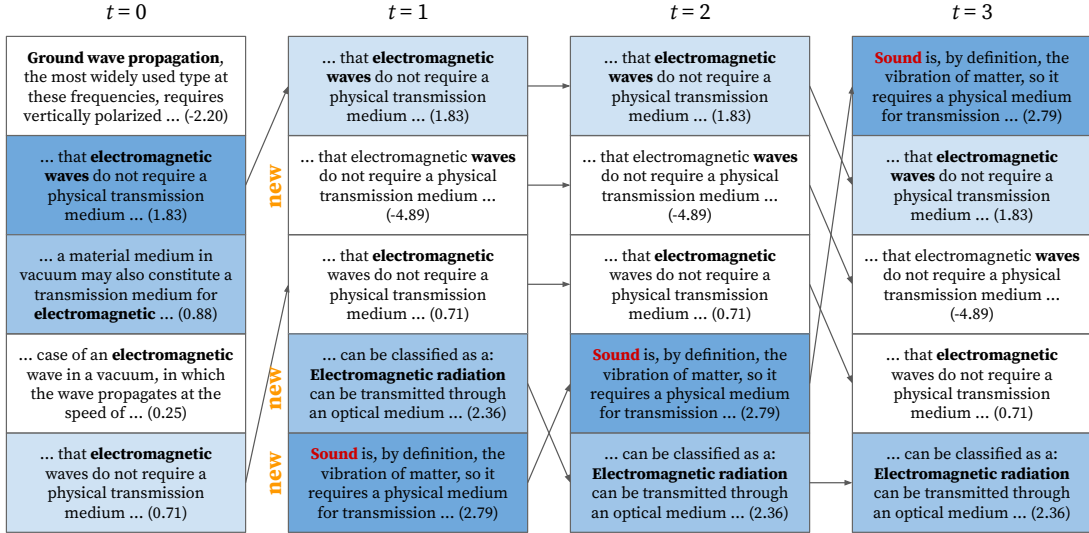 t = 0
Ground wave propagation,
the most widely used type at
these frequencies, requires
vertically polarized ... (-2.20)
... that electromagnetic
waves do not require a
physical transmission
medium ... (1.83)
... a material medium in
vacuum may also constitute a
transmission medium for
electromagnetic ... (0.88)
... case of an electromagnetic
wave in a vacuum, in which
the wave propagates at the
speed of ... (0.25)
... that electromagnetic
waves do not require a
physical transmission
medium ... (0.71)
t = 1
... that electromagnetic
waves do not require a
physical transmission
medium ... (1.83)
new
... that electromagnetic waves
do not require a physical
transmission medium ...
(-4.89)
... that electromagnetic
waves do not require a
physical transmission
medium ... (0.71)
new
... can be classified as a:
Electromagnetic radiation
can be transmitted through
an optical medium ... (2.36)
new
Sound is, by definition, the
vibration of matter, so it
requires a physical medium
for transmission ... (2.79)
t = 2
... that electromagnetic
waves do not require a
physical transmission
medium ... (1.83)
... that electromagnetic waves
do not require a physical
transmission medium ...
(-4.89)
... that electromagnetic
waves do not require a
physical transmission
medium ... (0.71)
Sound is, by definition, the
vibration of matter, so it
requires a physical medium
for transmission ... (2.79)
... can be classified as a:
Electromagnetic radiation
can be transmitted through
an optical medium ... (2.36)
t = 3
Sound is, by definition, the
vibration of matter, so it
requires a physical medium
for transmission ... (2.79)
... that electromagnetic
waves do not require a
physical transmission
medium ... (1.83)
... that electromagnetic waves
do not require a physical
transmission medium ...
(-4.89)
... that electromagnetic
waves do not require a
physical transmission
medium ... (0.71)
... can be classified as a:
Electromagnetic radiation
can be transmitted through
an optical medium ... (2.36)